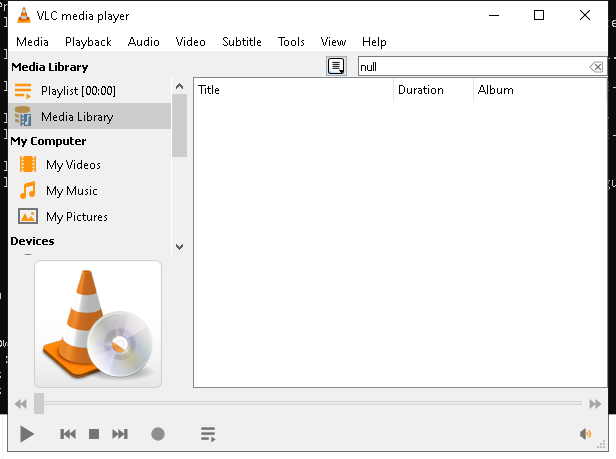 VLC media player
Media Playback Audio Video Subtitle Tools View Help
Media Library
null
Playlist [00:00]
Title Duration Album
Media Library
My Computer
My Videos
My Music
My Pictures
Devices